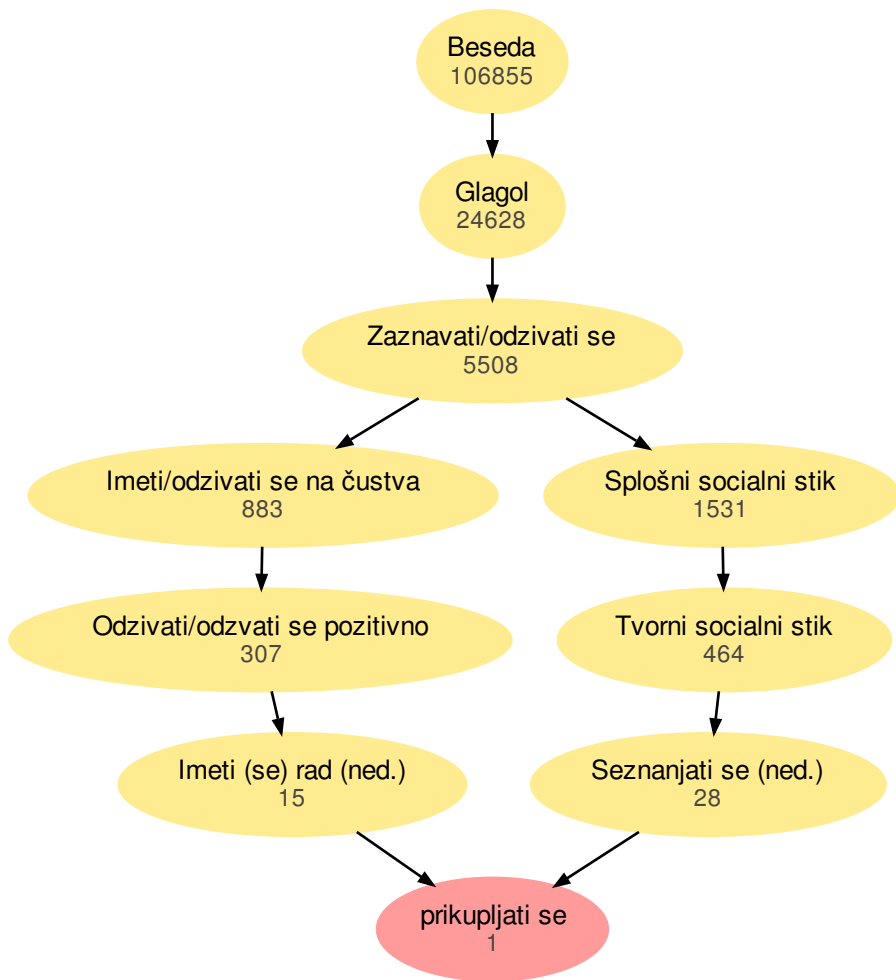 Beseda
106855
Glagol
24628
Zaznavati/odzivati se
5508
Imeti/odzivati se na čustva
883
Splošni socialni stik
1531
Odzivati/odzvati se pozitivno
307
Tvorni socialni stik
464
Imeti (se) rad (ned.)
15
Seznanjati se (ned.)
28
prikupljati se
1